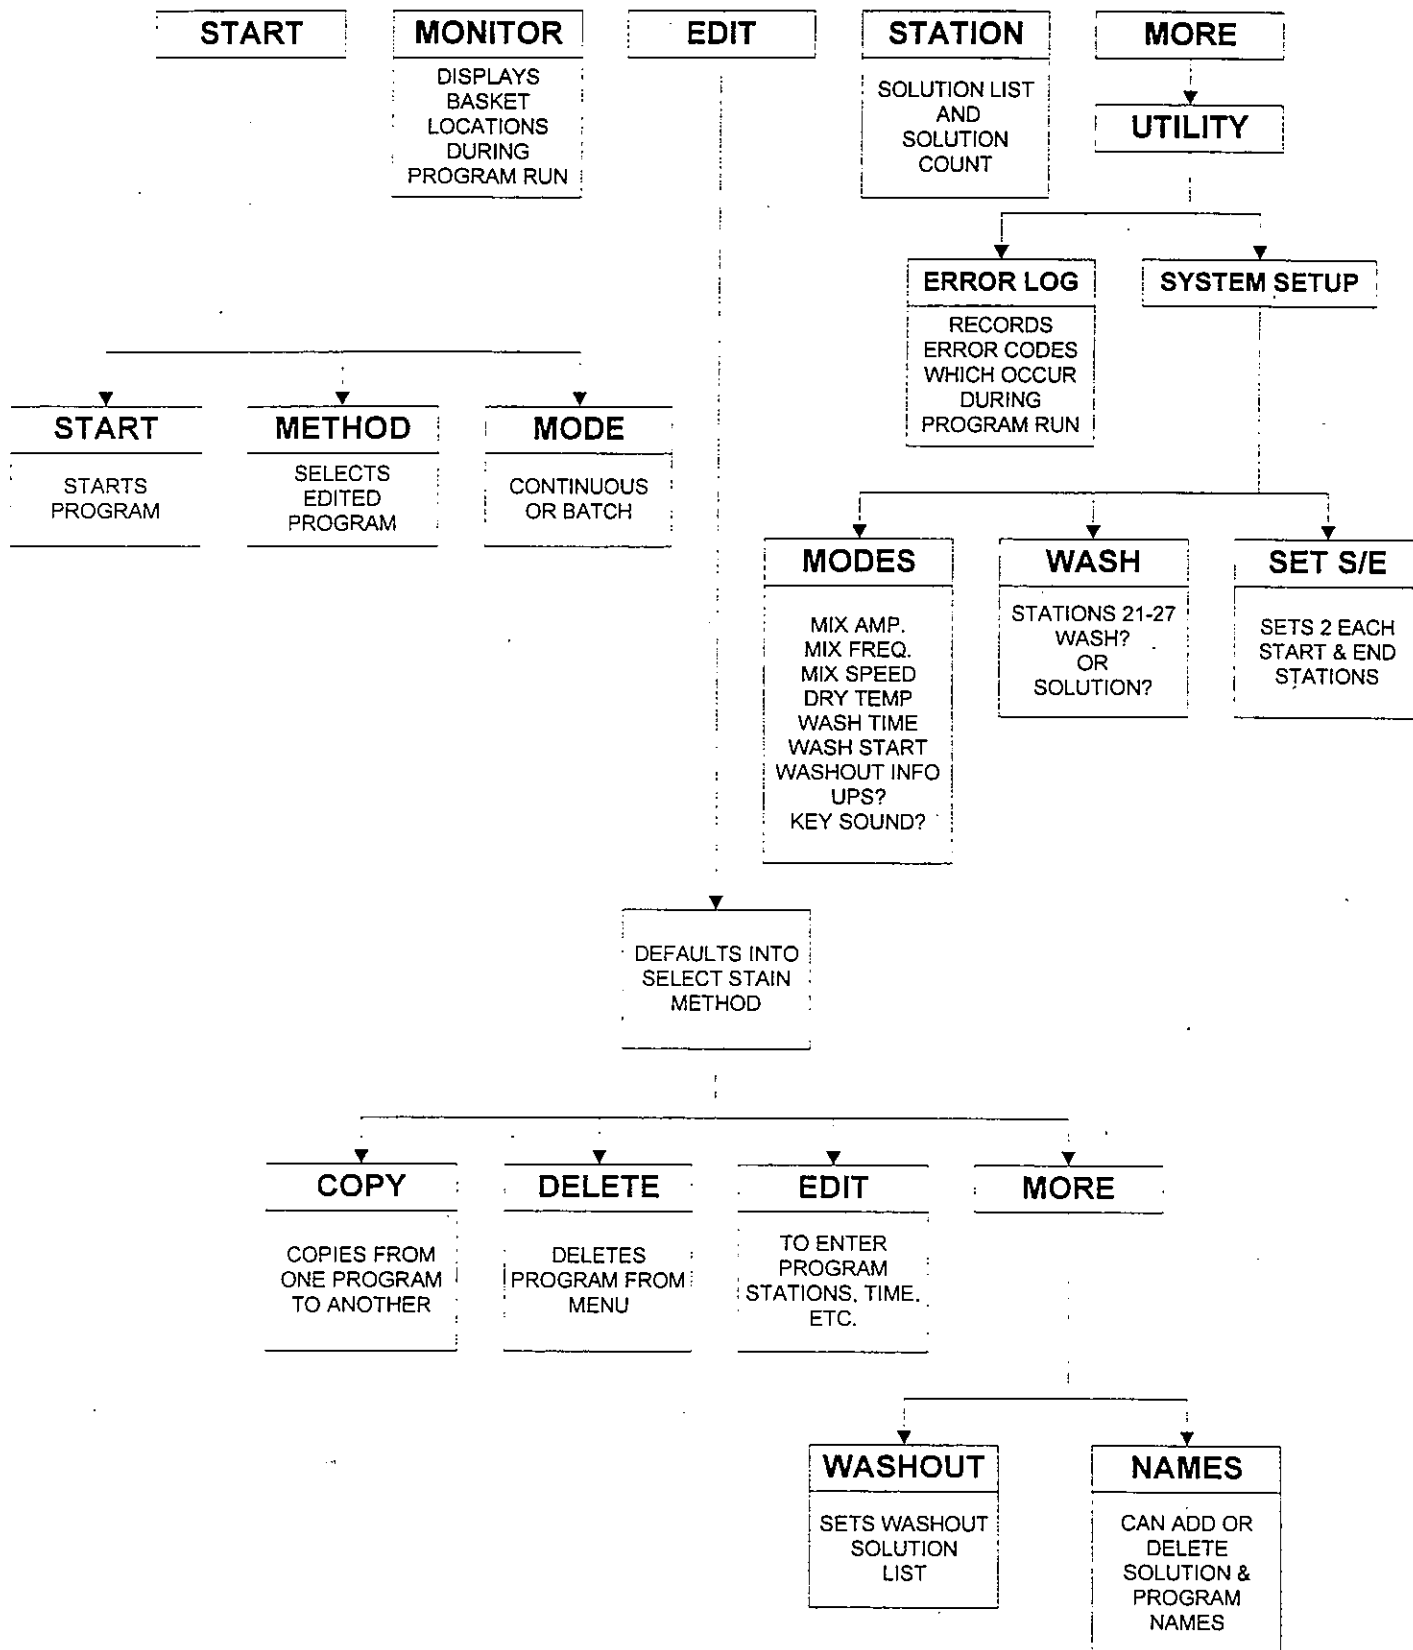 START
MONITOR
DISPLAYS
BASKET
LOCATIONS
DURING
PROGRAM RUN
EDIT
STATION
SOLUTION LIST
AND
SOLUTION
COUNT
MORE
UTILITY
ERROR LOG
RECORDS
ERROR CODES
WHICH OCCUR
DURING
PROGRAM RUN
SYSTEM SETUP
START
STARTS
PROGRAM
METHOD
SELECTS
EDITED
PROGRAM
MODE
CONTINUOUS
OR BATCH
MODES
MIX AMP.
MIX FREQ.
MIX SPEED
DRY TEMP
WASH TIME
WASH START
WASHOUT INFO
UPS?
KEY SOUND?
WASH
STATIONS 21-27
WASH?
OR
SOLUTION?
SET S/E
SETS 2 EACH
START & END
STATIONS
DEFAULTS INTO
SELECT STAIN
METHOD
COPY
COPIES FROM
ONE PROGRAM
TO ANOTHER
DELETE
DELETES
PROGRAM FROM
MENU
EDIT
TO ENTER
PROGRAM
STATIONS, TIME,
ETC.
MORE
WASHOUT
SETS WASHOUT
SOLUTION
LIST
NAMES
CAN ADD OR
DELETE
SOLUTION &
PROGRAM
NAMES